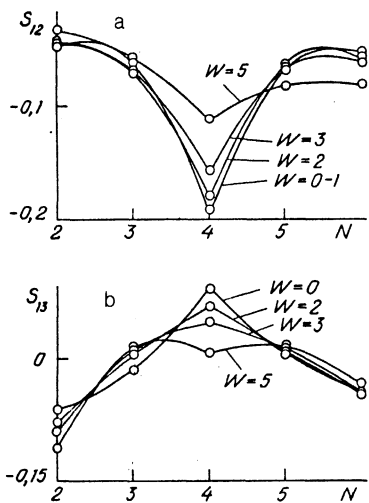 S₁₂ a
W=5
-0,1
W=3
W=2
W=0-1
-0,2
2 3 4 5 N
S₁₃ b
W=0
W=2
W=3
0
W=5
-0,15
2 3 4 5 N